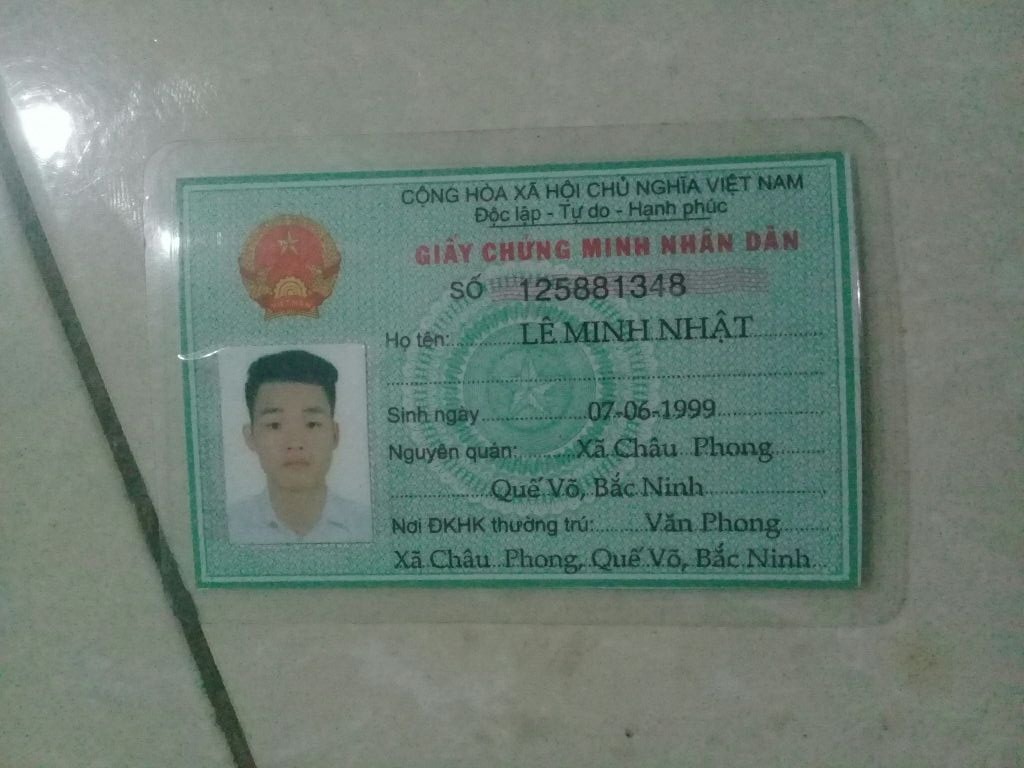 CỘNG HÒA XÃ HỘI CHỦ NGHĨA VIỆT NAM
Độc lập - Tự do - Hạnh phúc
GIẤY CHỨNG MINH NHÂN DÂN
SỐ 125881348
Họ tên: LÊ MINH NHẬT
Sinh ngày 07-06-1999
Nguyên quán: Xã Châu Phong
Quế Võ, Bắc Ninh
Nơi ĐKHK thường trú: Văn Phong
Xã Châu Phong, Quế Võ, Bắc Ninh
VIỆT NAM